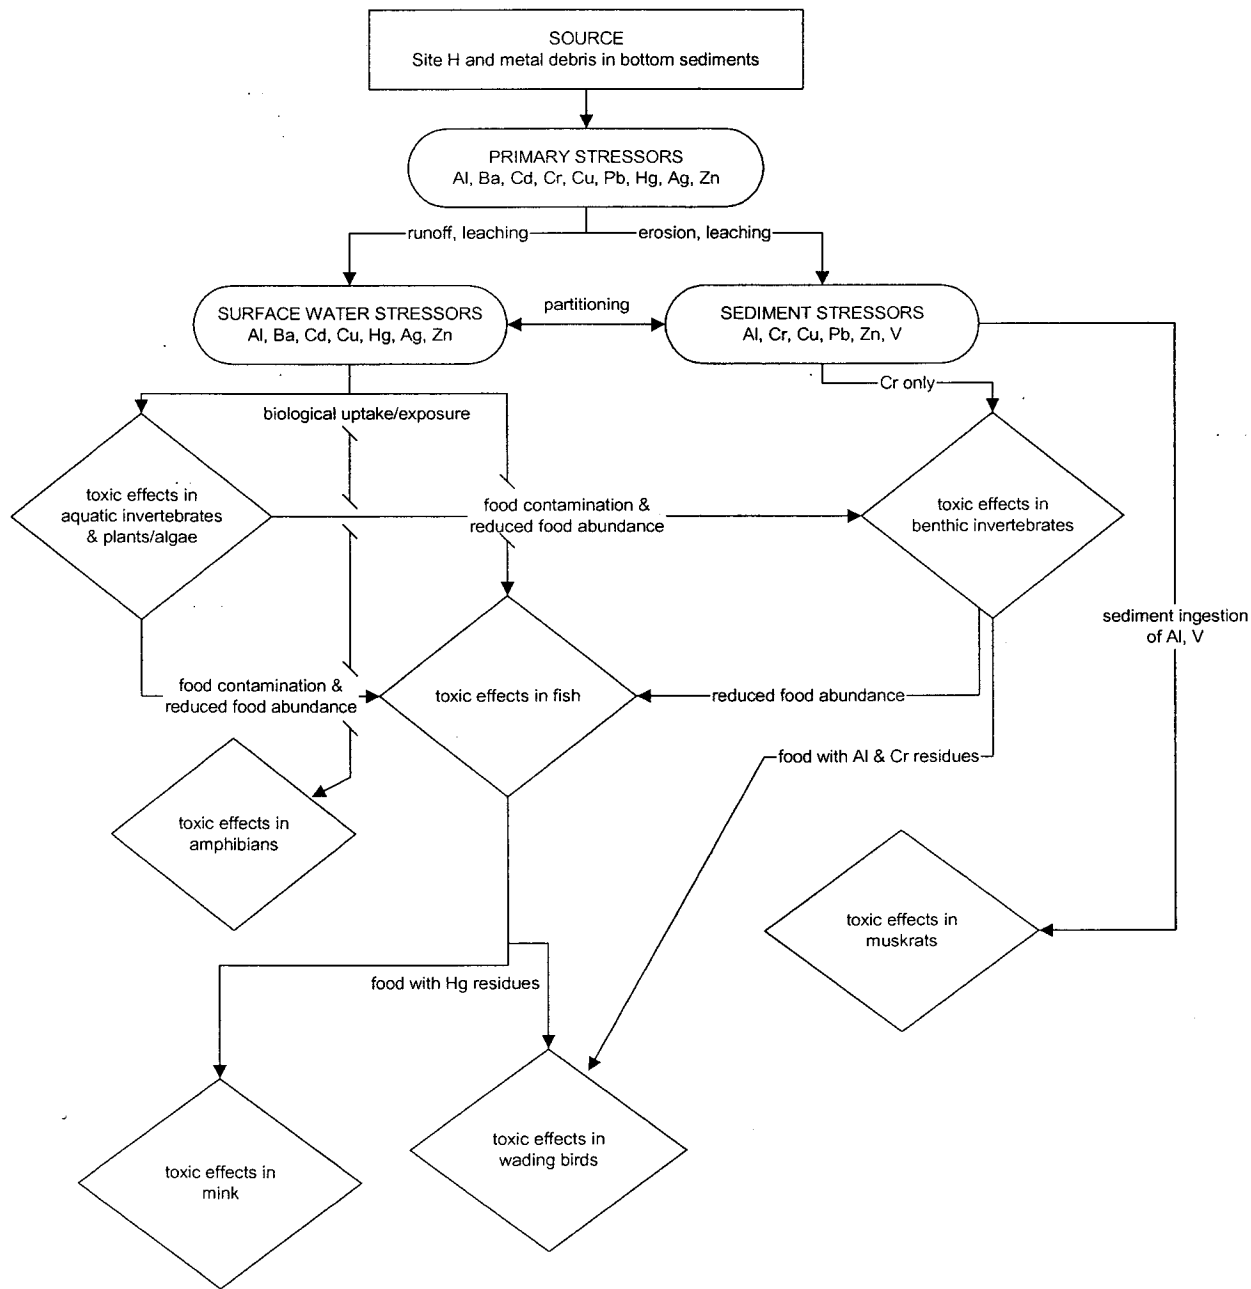 SOURCE
Site H and metal debris in bottom sediments
PRIMARY STRESSORS
Al, Ba, Cd, Cr, Cu, Pb, Hg, Ag, Zn
runoff, leaching
erosion, leaching
SURFACE WATER STRESSORS
Al, Ba, Cd, Cu, Hg, Ag, Zn
partitioning
SEDIMENT STRESSORS
Al, Cr, Cu, Pb, Zn, V
Cr only
biological uptake/exposure
toxic effects in
aquatic invertebrates
& plants/algae
food contamination &
reduced food abundance
toxic effects in
benthic invertebrates
sediment ingestion
of Al, V
food contamination &
reduced food abundance
toxic effects in fish
reduced food abundance
food with Al & Cr residues
toxic effects in
amphibians
toxic effects in
muskrats
food with Hg residues
toxic effects in
wading birds
toxic effects in
mink